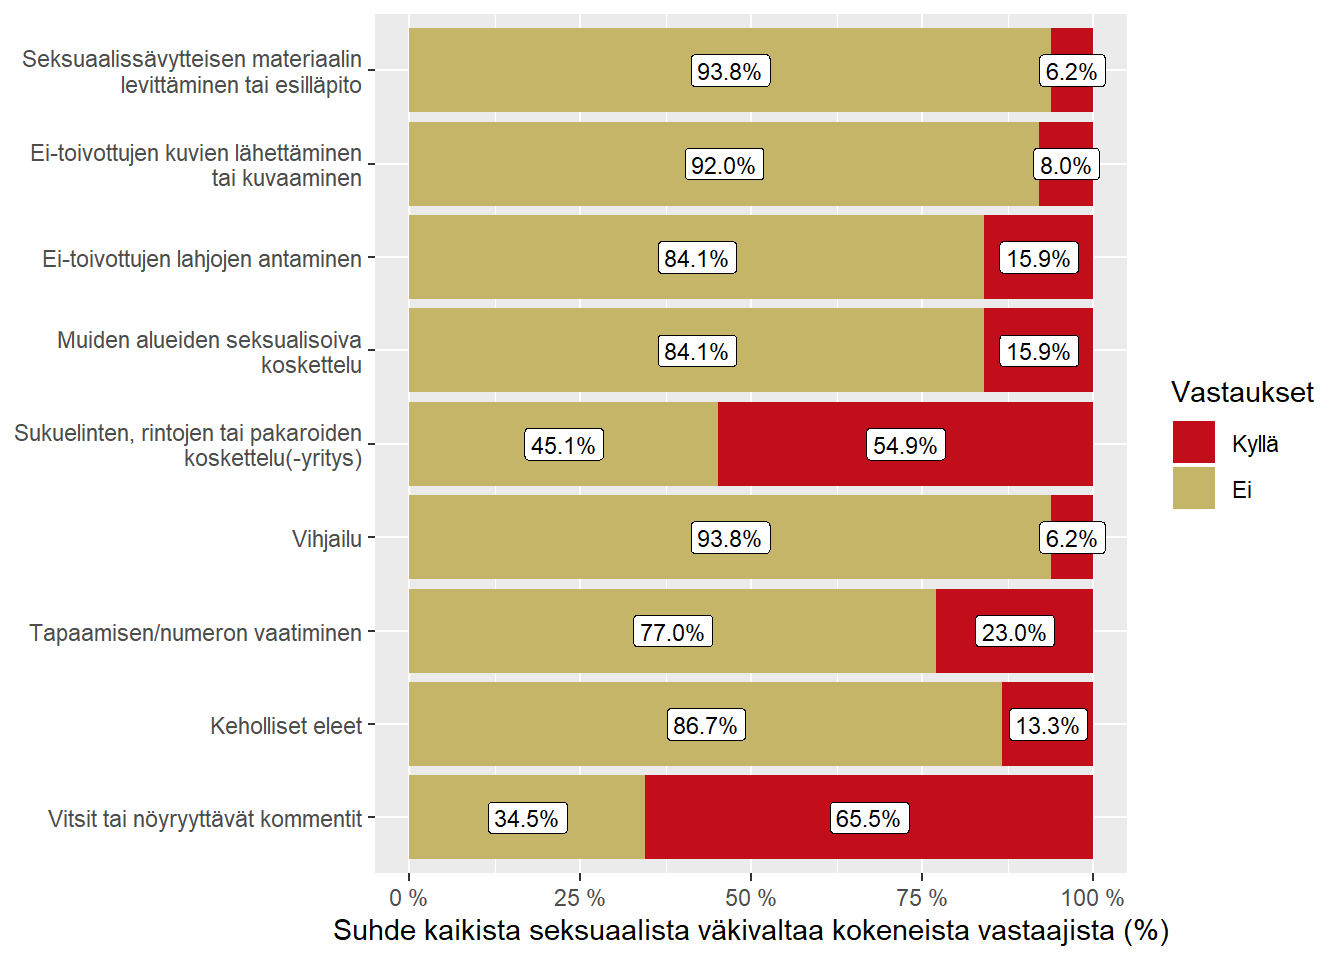 Seksuaalissävytteisen materiaalin
levittäminen tai esilläpito
93.8%
6.2%
Ei-toivottujen kuvien lähettäminen
tai kuvaaminen
92.0%
8.0%
Ei-toivottujen lahjojen antaminen
84.1%
15.9%
Muiden alueiden seksualisoiva
koskettelu
84.1%
15.9%
Sukuelinten, rintojen tai pakaroiden
koskettelu(-yritys)
45.1%
54.9%
Vihjailu
93.8%
6.2%
Tapaamisen/numeron vaatiminen
77.0%
23.0%
Keholliset eleet
86.7%
13.3%
Vitsit tai nöyryyttävät kommentit
34.5%
65.5%
0 %
25 %
50 %
75 %
100 %
Suhde kaikista seksuaalista väkivaltaa kokeneista vastaajista (%)
Vastaukset
Kyllä
Ei